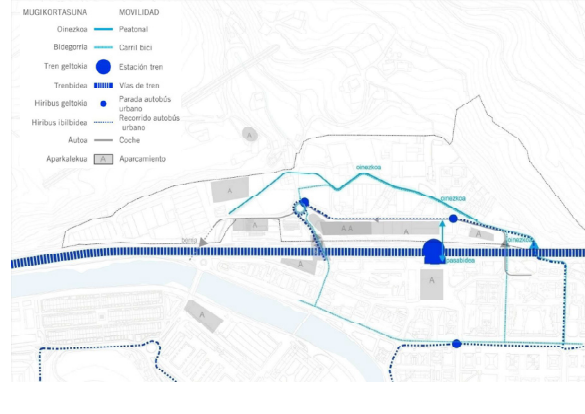 MUGIKORTASUNA MOVILIDAD
Oinezkoa Peatonal
Bidegorria Carril bici
Tren geltokia Estación tren
Trenbidea Vías de tren
Hiribus geltokia Parada autobús
urbano
Hiribus ibilbidea Recorrido autobús
urbano
Autoa Coche
Aparkalekua A Aparcamiento
A
oinezkoa
A
oinezkoa
A
A A
A
A
oinezkoa
A
pasabidea
A
A